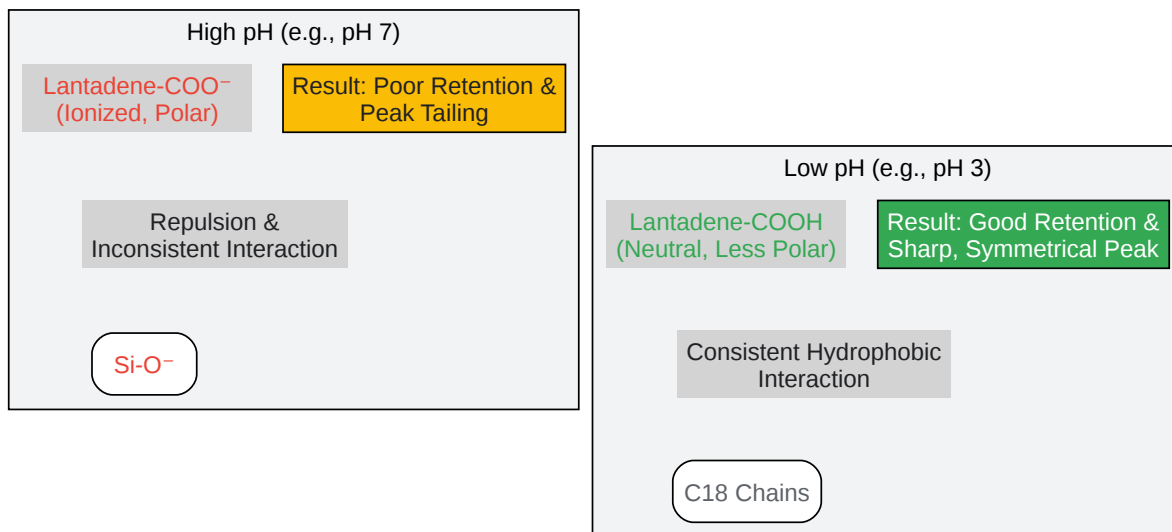 High pH (e.g., pH 7)
Lantadene-COO⁻
(Ionized, Polar)
Result: Poor Retention &
Peak Tailing
Repulsion &
Inconsistent Interaction
Si-O⁻
Low pH (e.g., pH 3)
Lantadene-COOH
(Neutral, Less Polar)
Result: Good Retention &
Sharp, Symmetrical Peak
Consistent Hydrophobic
Interaction
C18 Chains